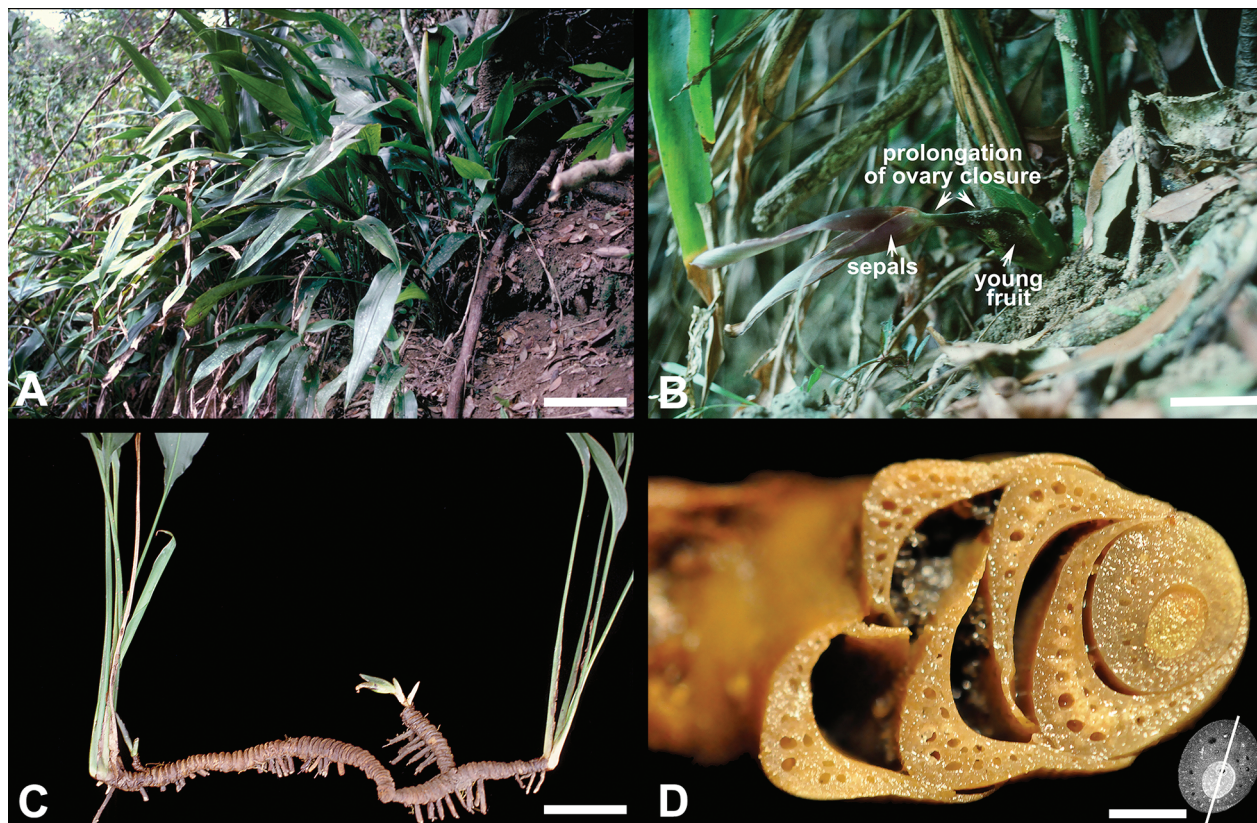 A
prolongation
of ovary closure
sepals
young
fruit
B
C
D